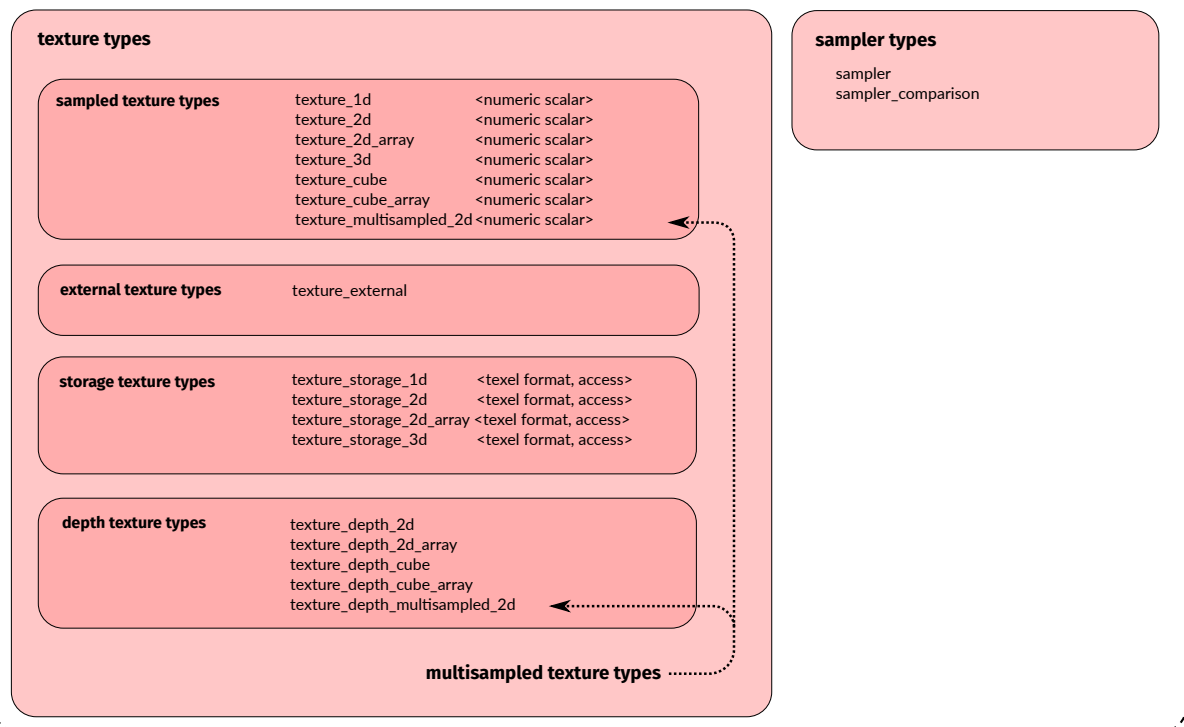 texture types
sampled texture types
texture_1d <numeric scalar>
texture_2d <numeric scalar>
texture_2d_array <numeric scalar>
texture_3d <numeric scalar>
texture_cube <numeric scalar>
texture_cube_array <numeric scalar>
texture_multisampled_2d <numeric scalar>
external texture types
texture_external
storage texture types
texture_storage_1d <texel format, access>
texture_storage_2d <texel format, access>
texture_storage_2d_array <texel format, access>
texture_storage_3d <texel format, access>
depth texture types
texture_depth_2d
texture_depth_2d_array
texture_depth_cube
texture_depth_cube_array
texture_depth_multisampled_2d
multisampled texture types
sampler types
sampler
sampler_comparison